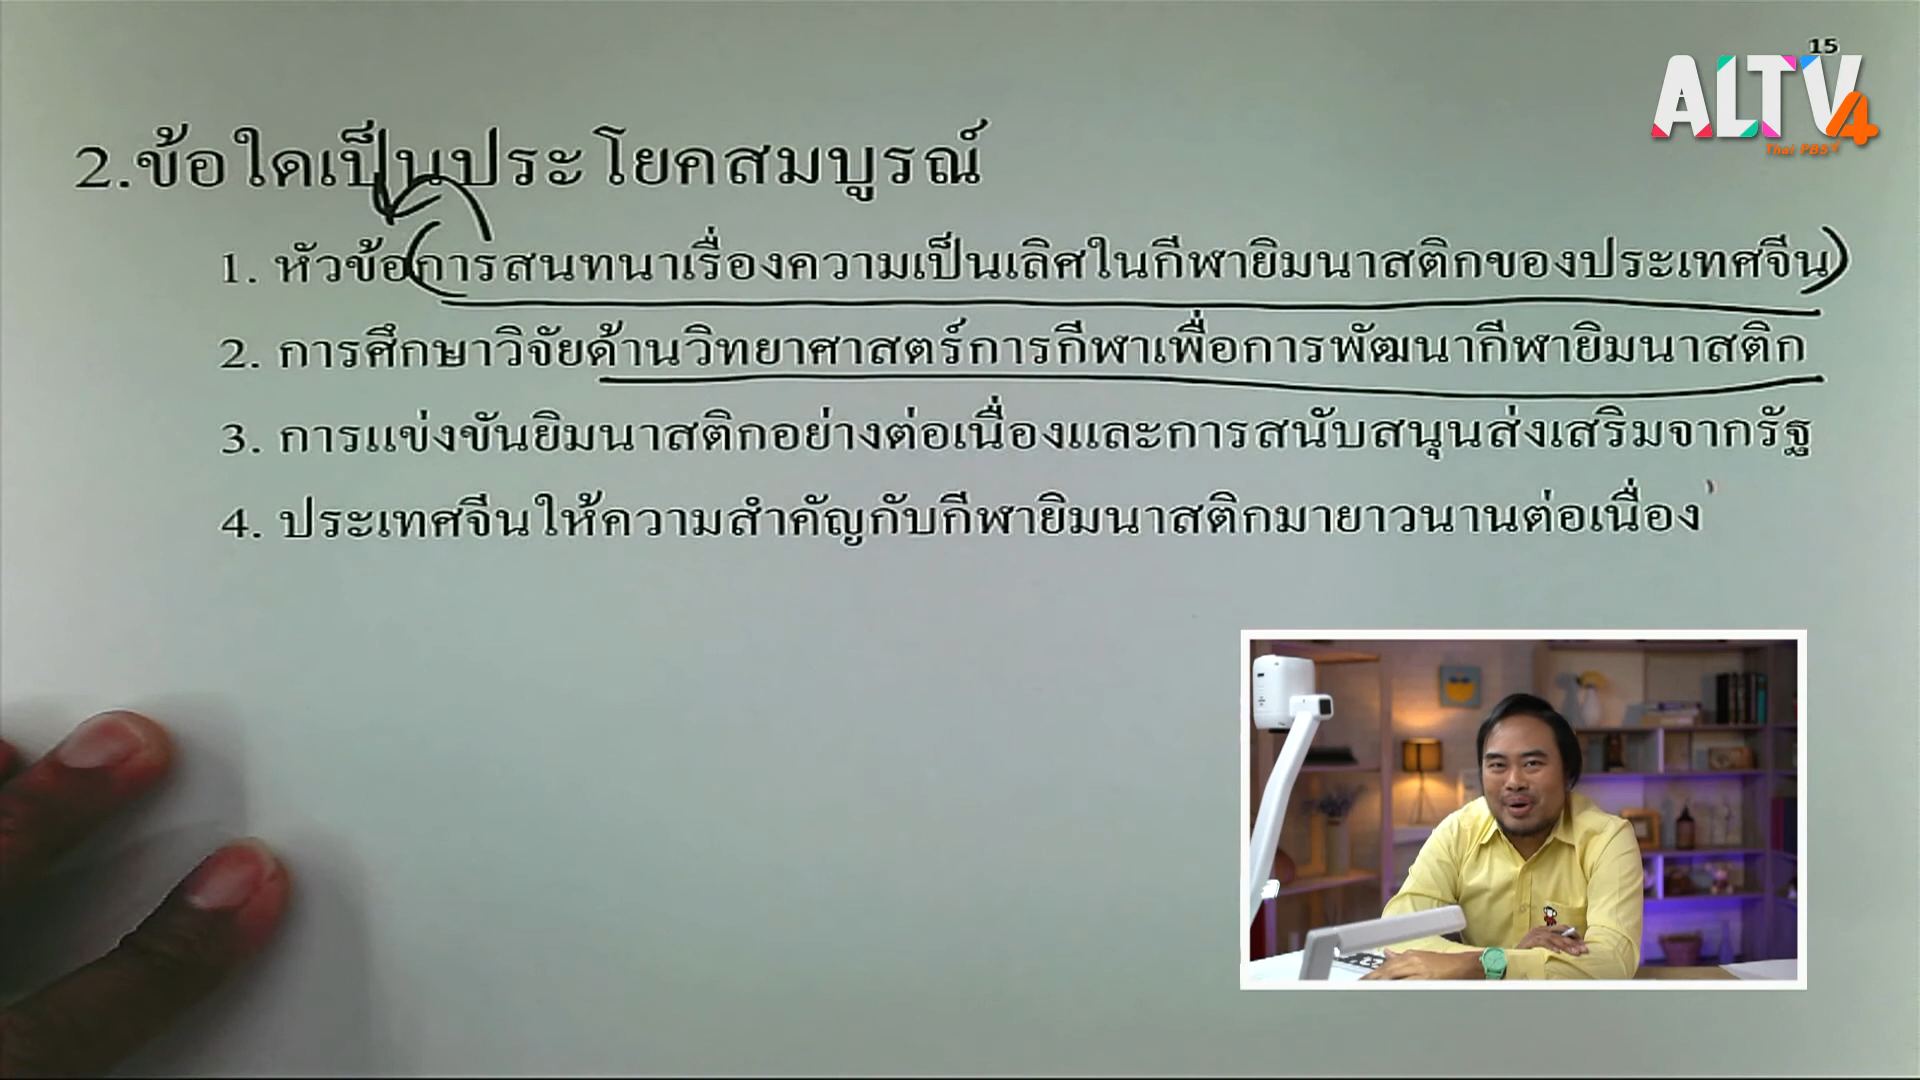 15
ALTV4
Thai PBS
2.ข้อใดเป็นประโยคสมบูรณ์
1. หัวข้อการสนทนาเรื่องความเป็นเลิศในกีฬายิมนาสติกของประเทศจีน
2. การศึกษาวิจัยด้านวิทยาศาสตร์การกีฬาเพื่อการพัฒนากีฬายิมนาสติก
3. การแข่งขันยิมนาสติกอย่างต่อเนื่องและการสนับสนุนส่งเสริมจากรัฐ
4. ประเทศจีนให้ความสำคัญกับกีฬายิมนาสติกมายาวนานต่อเนื่อง